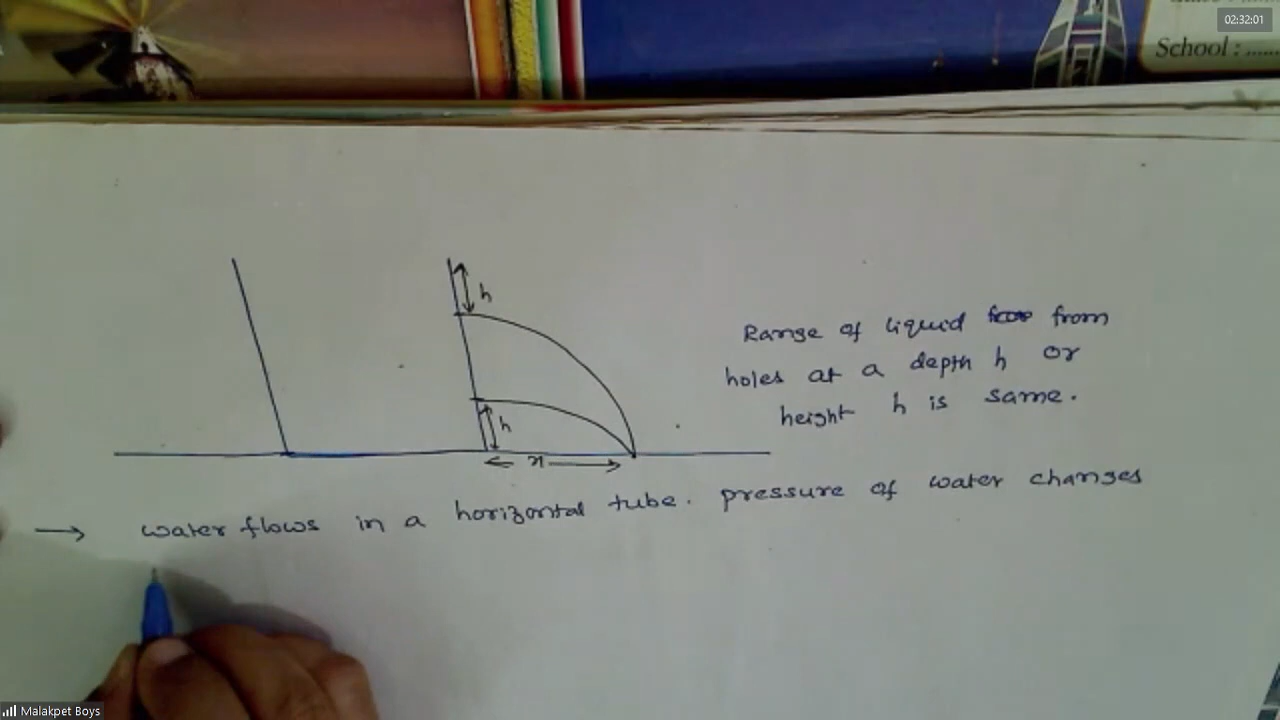 02:32:01
School : ......
h
h
x
Range of liquid from
holes at a depth h or
height h is same.
→ water flows in a horizontal tube. pressure of water changes
Malakpet Boys